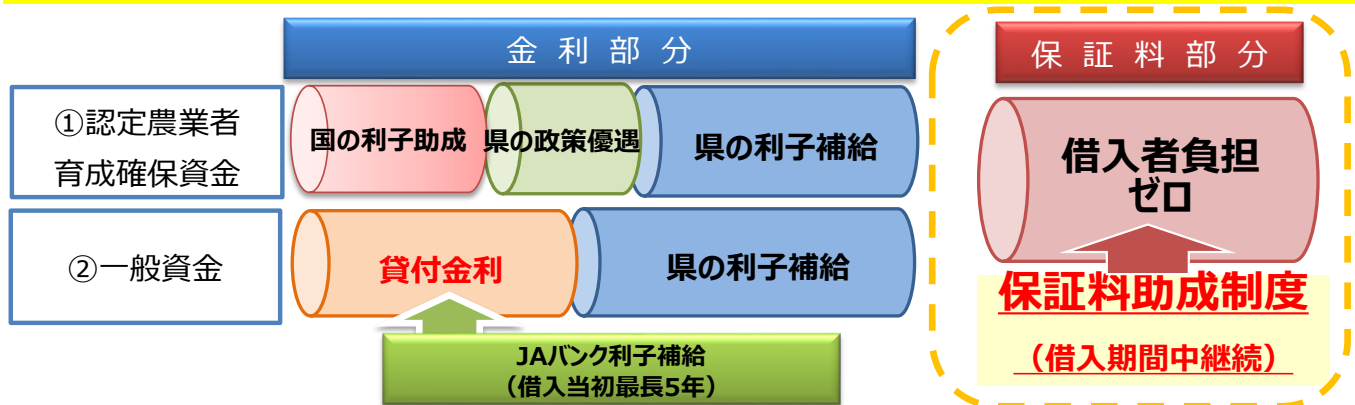 金利部分
保証料部分
①認定農業者
育成確保資金
国の利子助成
県の政策優遇
県の利子補給
借入者負担
ゼロ
②一般資金
貸付金利
県の利子補給
保証料助成制度
（借入期間中継続）
JAバンク利子補給
（借入当初最長5年）